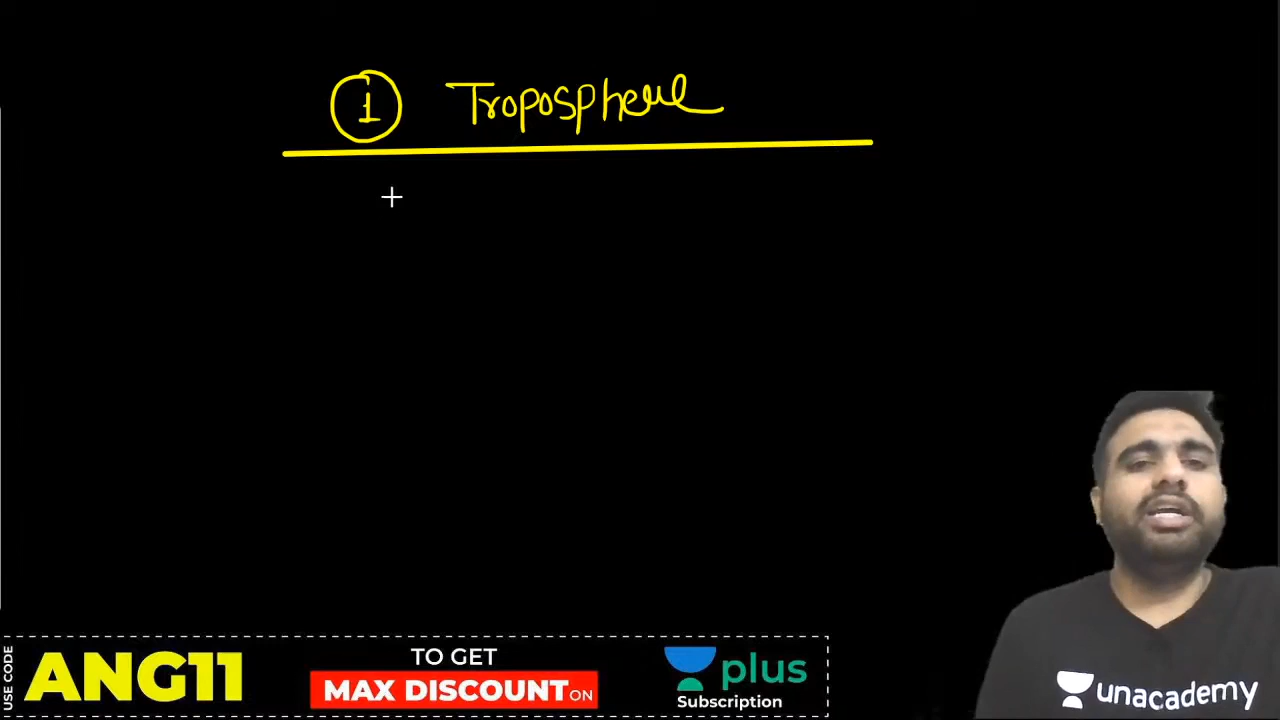 1 Troposphere
USE CODE
ANG11
TO GET
MAX DISCOUNT ON
plus
Subscription
unacademy